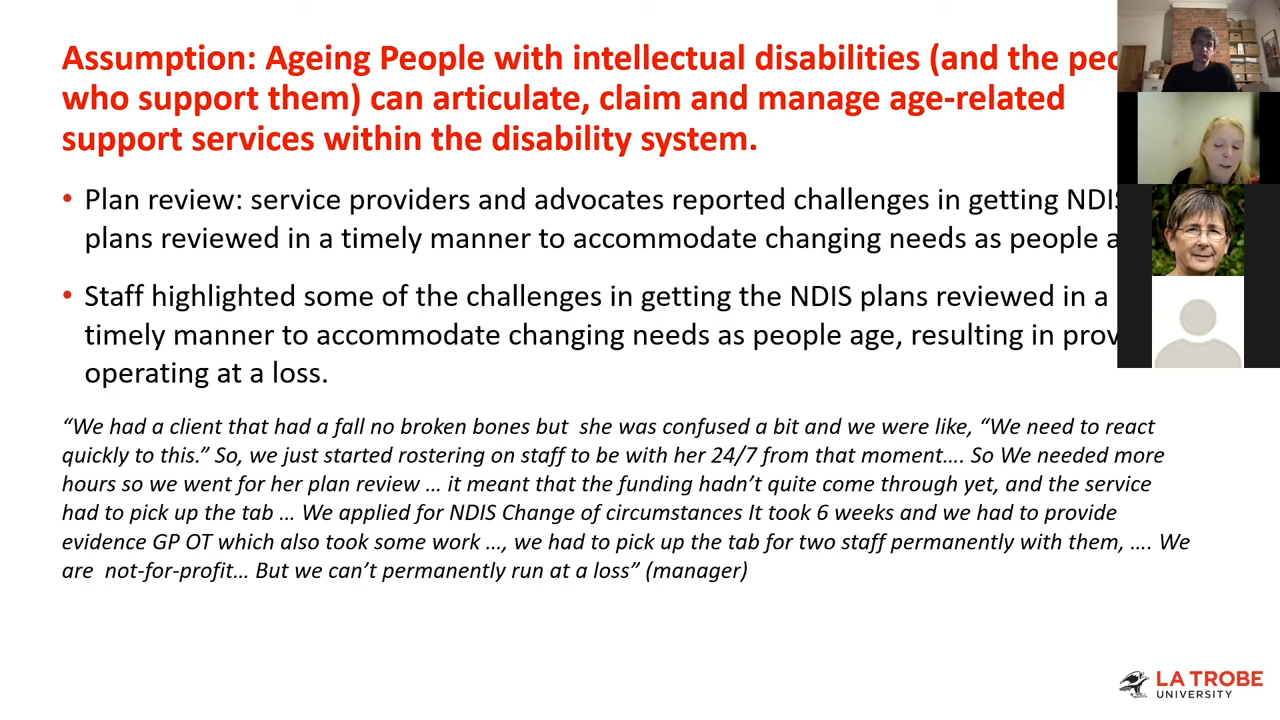 Assumption: Ageing People with intellectual disabilities (and the
who support them) can articulate, claim and manage age-related
support services within the disability system.
• Plan review: service providers and advocates reported challenges in getting NDIS
plans reviewed in a timely manner to accommodate changing needs as people
• Staff highlighted some of the challenges in getting the NDIS plans reviewed in a
timely manner to accommodate changing needs as people age, resulting in
operating at a loss.
“We had a client that had a fall no broken bones but she was confused a bit and we were like, “We need to react
quickly to this.” So, we just started rostering on staff to be with her 24/7 from that moment…. So We needed more
hours so we went for her plan review … it meant that the funding hadn’t quite come through yet, and the service
had to pick up the tab … We applied for NDIS Change of circumstances It took 6 weeks and we had to provide
evidence GP OT which also took some work …, we had to pick up the tab for two staff permanently with them, …. We
are not-for-profit… But we can’t permanently run at a loss” (manager)
LA TROBE
UNIVERSITY